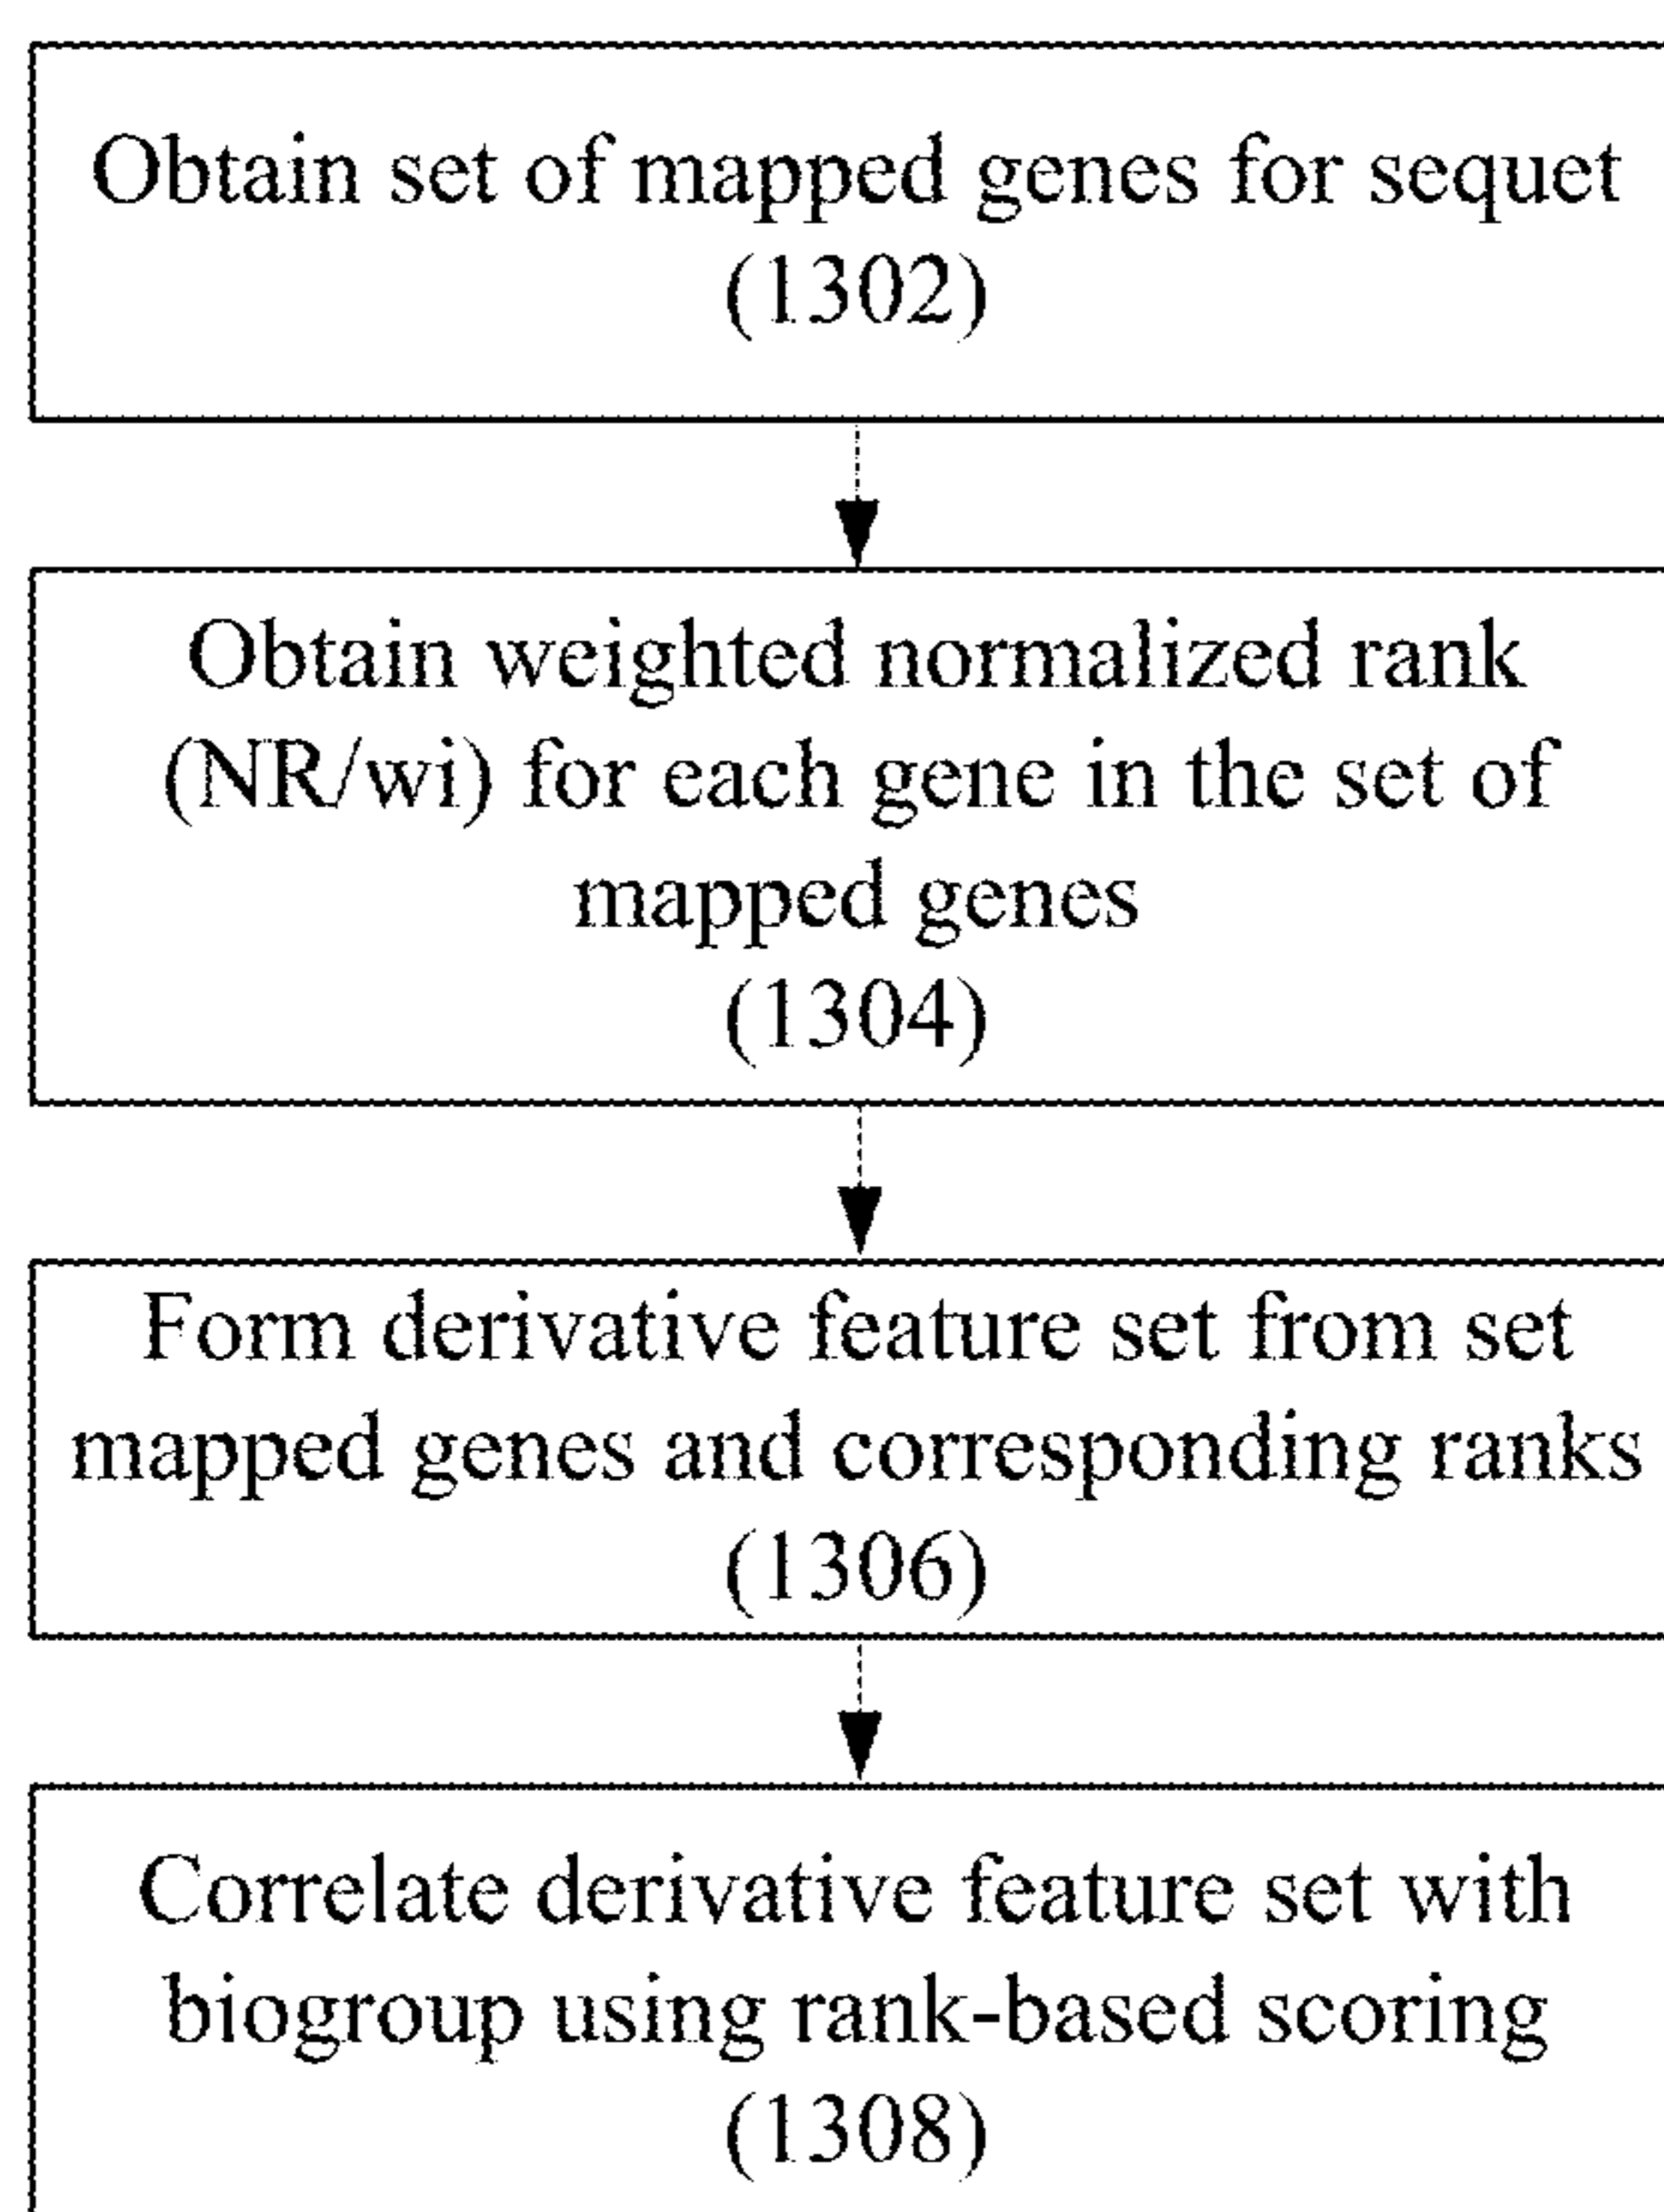 Obtain set of mapped genes for sequet
(1302)
Obtain weighted normalized rank
(NR/wi) for each gene in the set of
mapped genes
(1304)
Form derivative feature set from set
mapped genes and corresponding ranks
(1306)
Correlate derivative feature set with
biogroup using rank-based scoring
(1308)